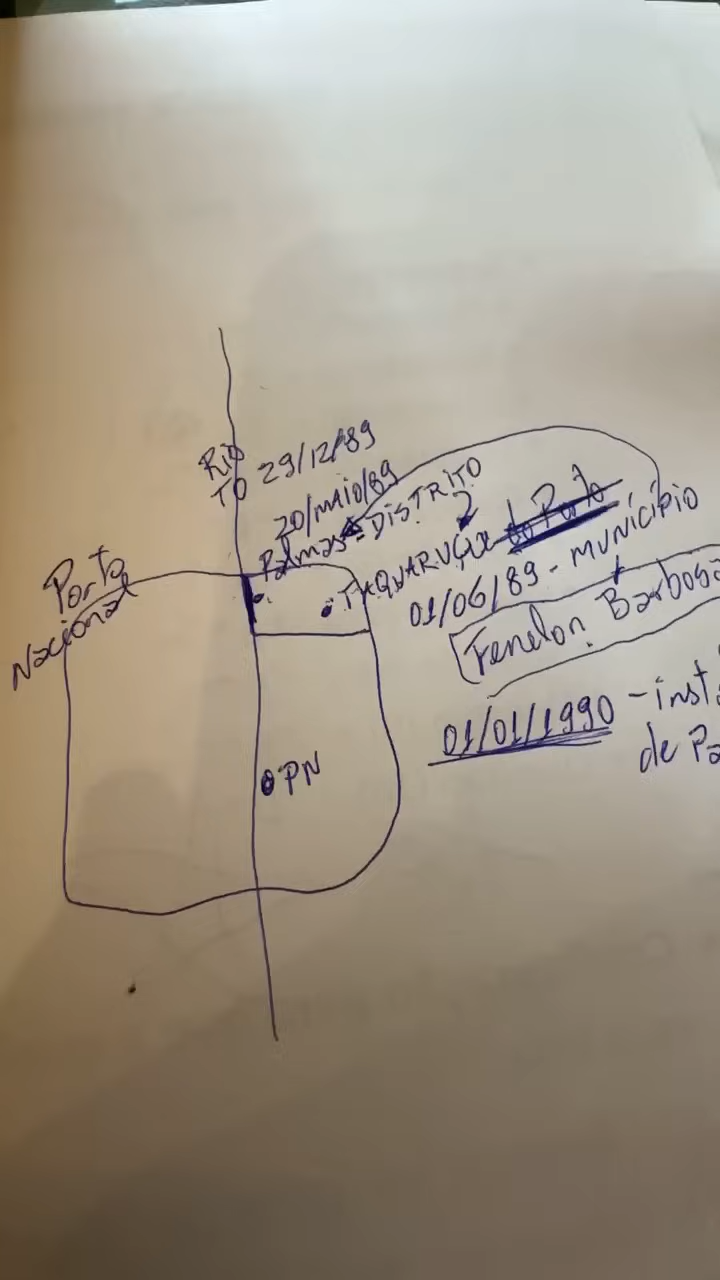 Rio
TO
29/12/89
20/MAIO/89
Palmas = DISTRITO
2
TAQUARUÇU do Porto
01/06/89 - MUNICÍPIO
Fenelon Barbosa
01/01/1990 - inst
de Pa
Porto
Nacional
PN